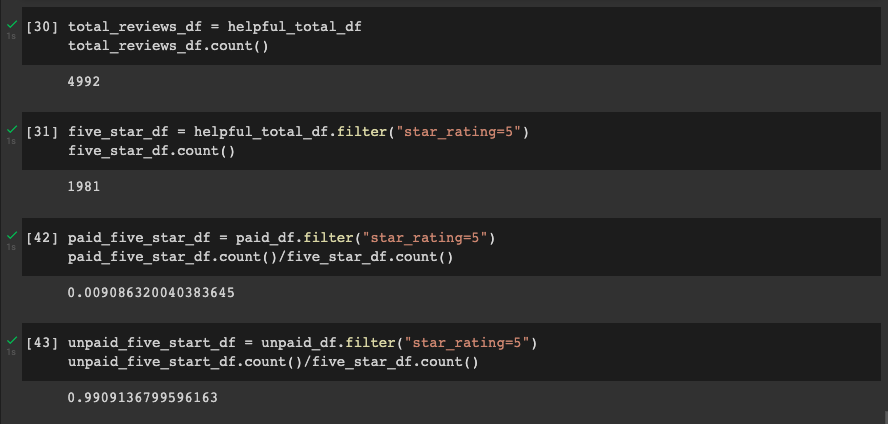 [30] total_reviews_df = helpful_total_df
total_reviews_df.count()
1s
4992
[31] five_star_df = helpful_total_df.filter("star_rating=5")
five_star_df.count()
1s
1981
[42] paid_five_star_df = paid_df.filter("star_rating=5")
paid_five_star_df.count()/five_star_df.count()
1s
0.009086320040383645
[43] unpaid_five_start_df = unpaid_df.filter("star_rating=5")
unpaid_five_start_df.count()/five_star_df.count()
1s
0.9909136799596163